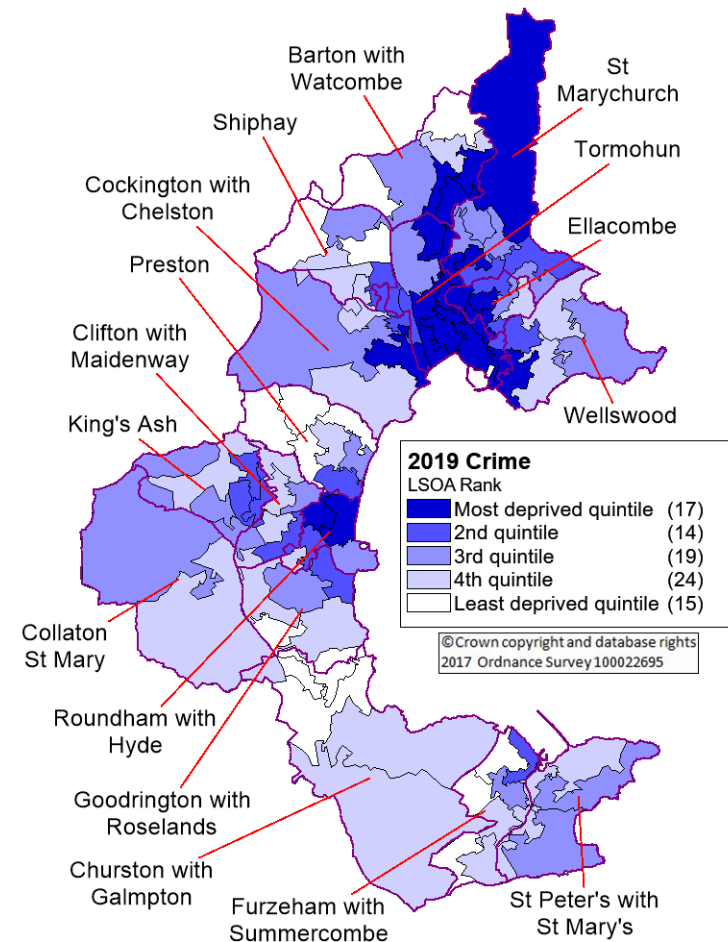 Barton with
Watcombe
St
Marychurch
Shiphay
Tormohun
Cockington with
Chelston
Ellacombe
Preston
Clifton with
Maidenway
King's Ash
Wellswood
2019 Crime
LSOA Rank
Most deprived quintile (17)
2nd quintile (14)
3rd quintile (19)
4th quintile (24)
Least deprived quintile (15)
©Crown copyright and database rights
2017 Ordnance Survey 100022695
Collaton
St Mary
Roundham with
Hyde
Goodrington with
Roselands
Churston with
Galmpton
Furzeham with
Summercombe
St Peter's with
St Mary's